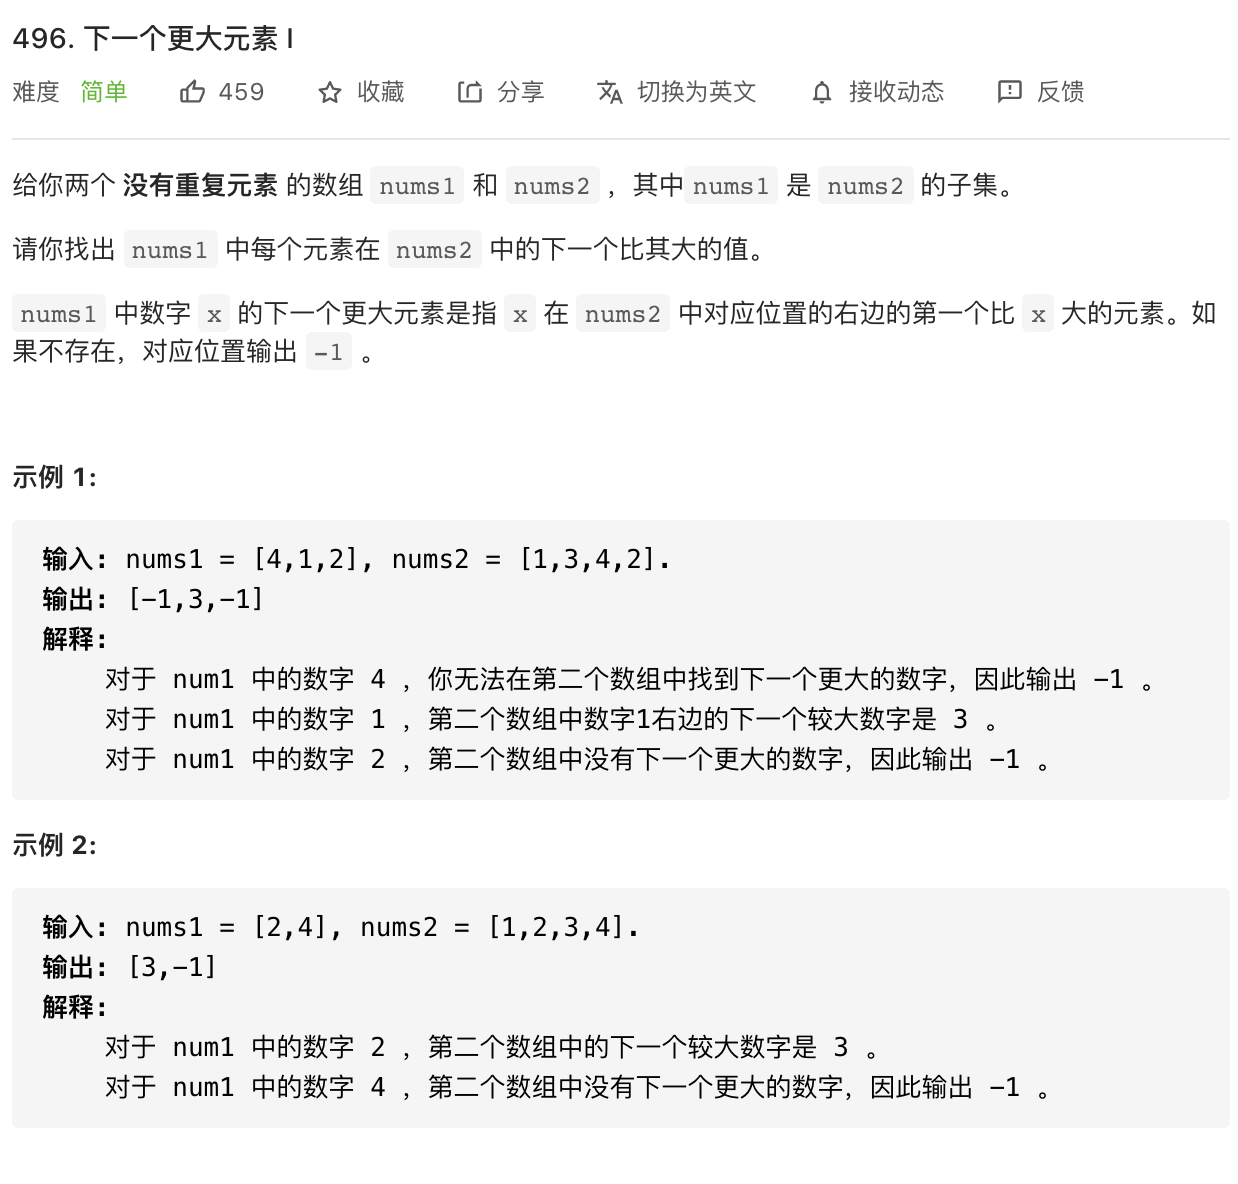 496. 下一个更大元素 I
难度 简单 459 收藏 分享 切换为英文 接收动态 反馈
给你两个 没有重复元素 的数组 nums1 和 nums2 ，其中 nums1 是 nums2 的子集。
请你找出 nums1 中每个元素在 nums2 中的下一个比其大的值。
nums1 中数字 x 的下一个更大元素是指 x 在 nums2 中对应位置的右边的第一个比 x 大的元素。如
果不存在，对应位置输出 -1 。
示例 1:
输入: nums1 = [4,1,2], nums2 = [1,3,4,2].
输出: [-1,3,-1]
解释:
对于 num1 中的数字 4 ，你无法在第二个数组中找到下一个更大的数字，因此输出 -1 。
对于 num1 中的数字 1 ，第二个数组中数字1右边的下一个较大数字是 3 。
对于 num1 中的数字 2 ，第二个数组中没有下一个更大的数字，因此输出 -1 。
示例 2:
输入: nums1 = [2,4], nums2 = [1,2,3,4].
输出: [3,-1]
解释:
对于 num1 中的数字 2 ，第二个数组中的下一个较大数字是 3 。
对于 num1 中的数字 4 ，第二个数组中没有下一个更大的数字，因此输出 -1 。